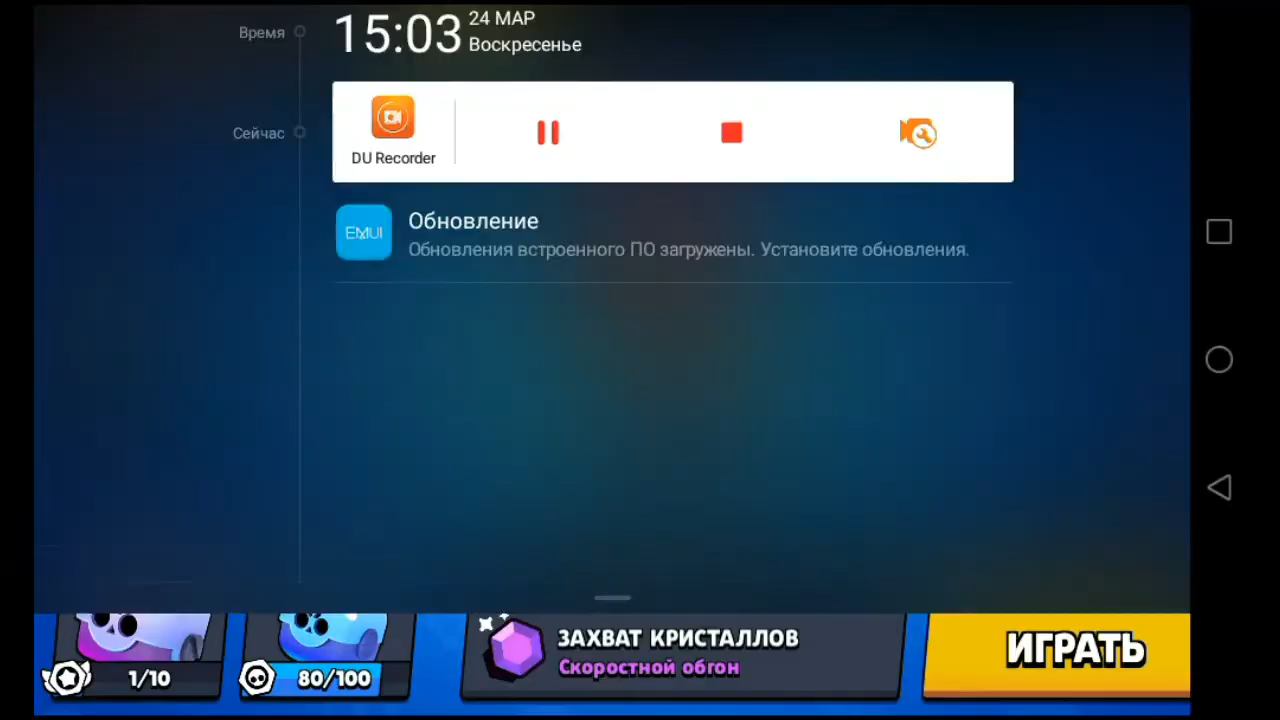 Время
15:03
24 МАР
Воскресенье
Сейчас
DU Recorder
EMUI
Обновление
Обновления встроенного ПО загружены. Установите обновления.
1/10
80/100
ЗАХВАТ КРИСТАЛЛОВ
Скоростной обгон
ИГРАТЬ